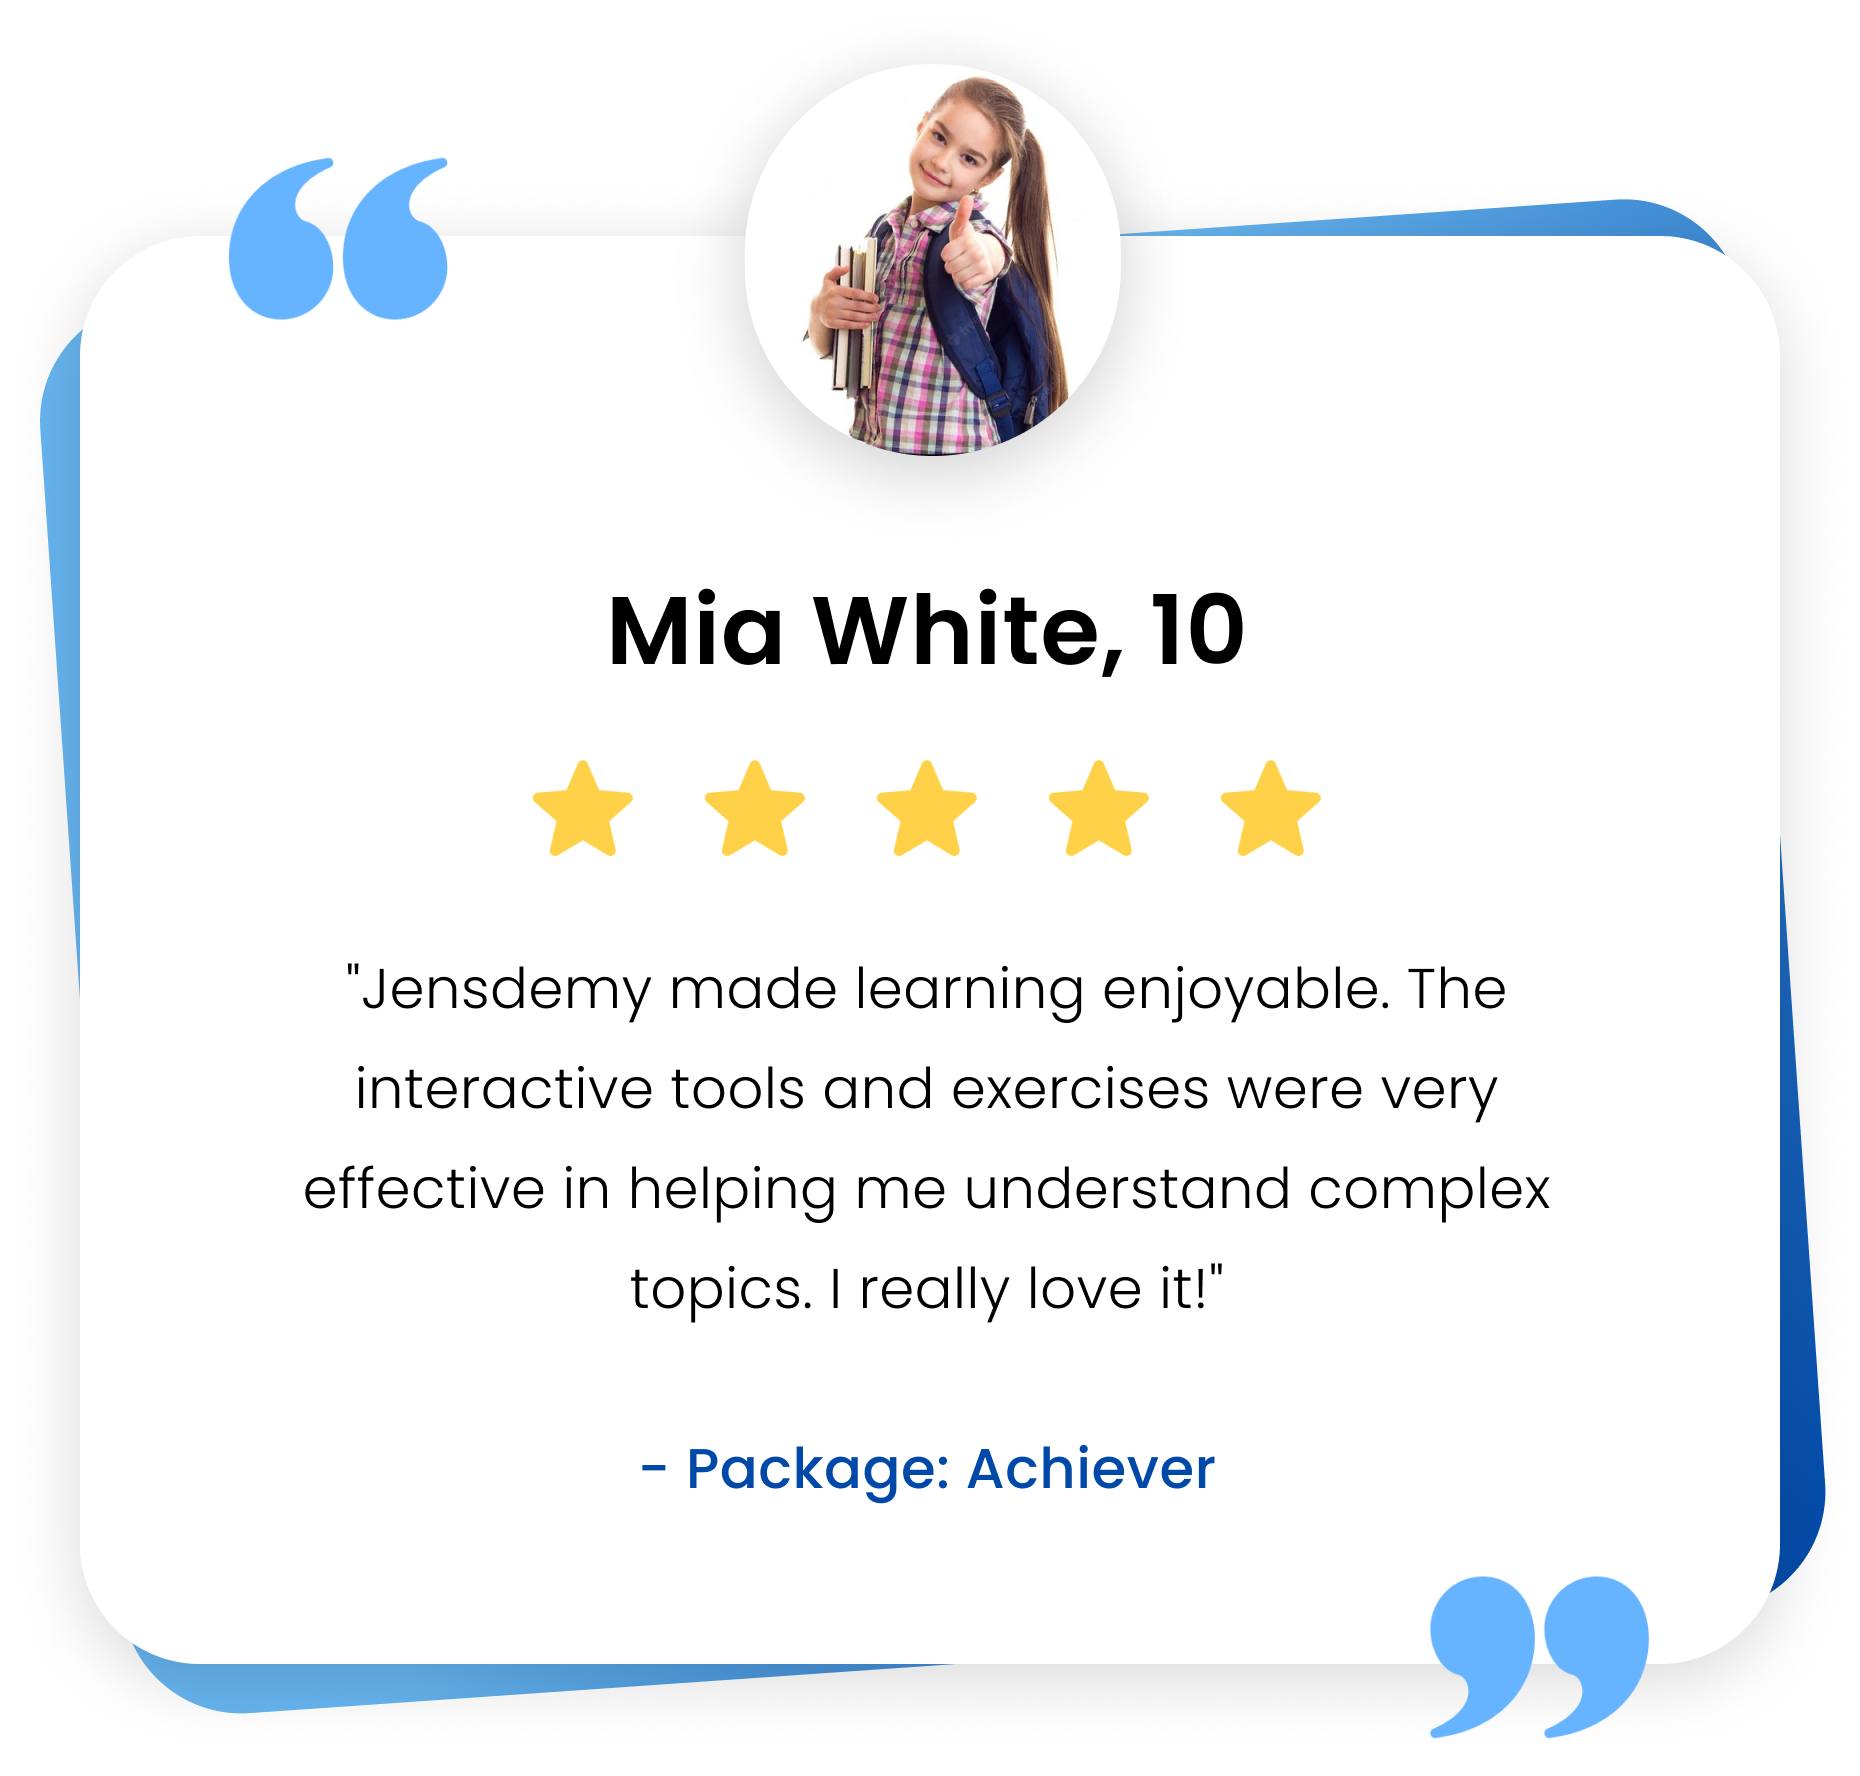 Mia White, 10
"Jensdemy made learning enjoyable. The
interactive tools and exercises were very
effective in helping me understand complex
topics. I really love it!"
- Package: Achiever